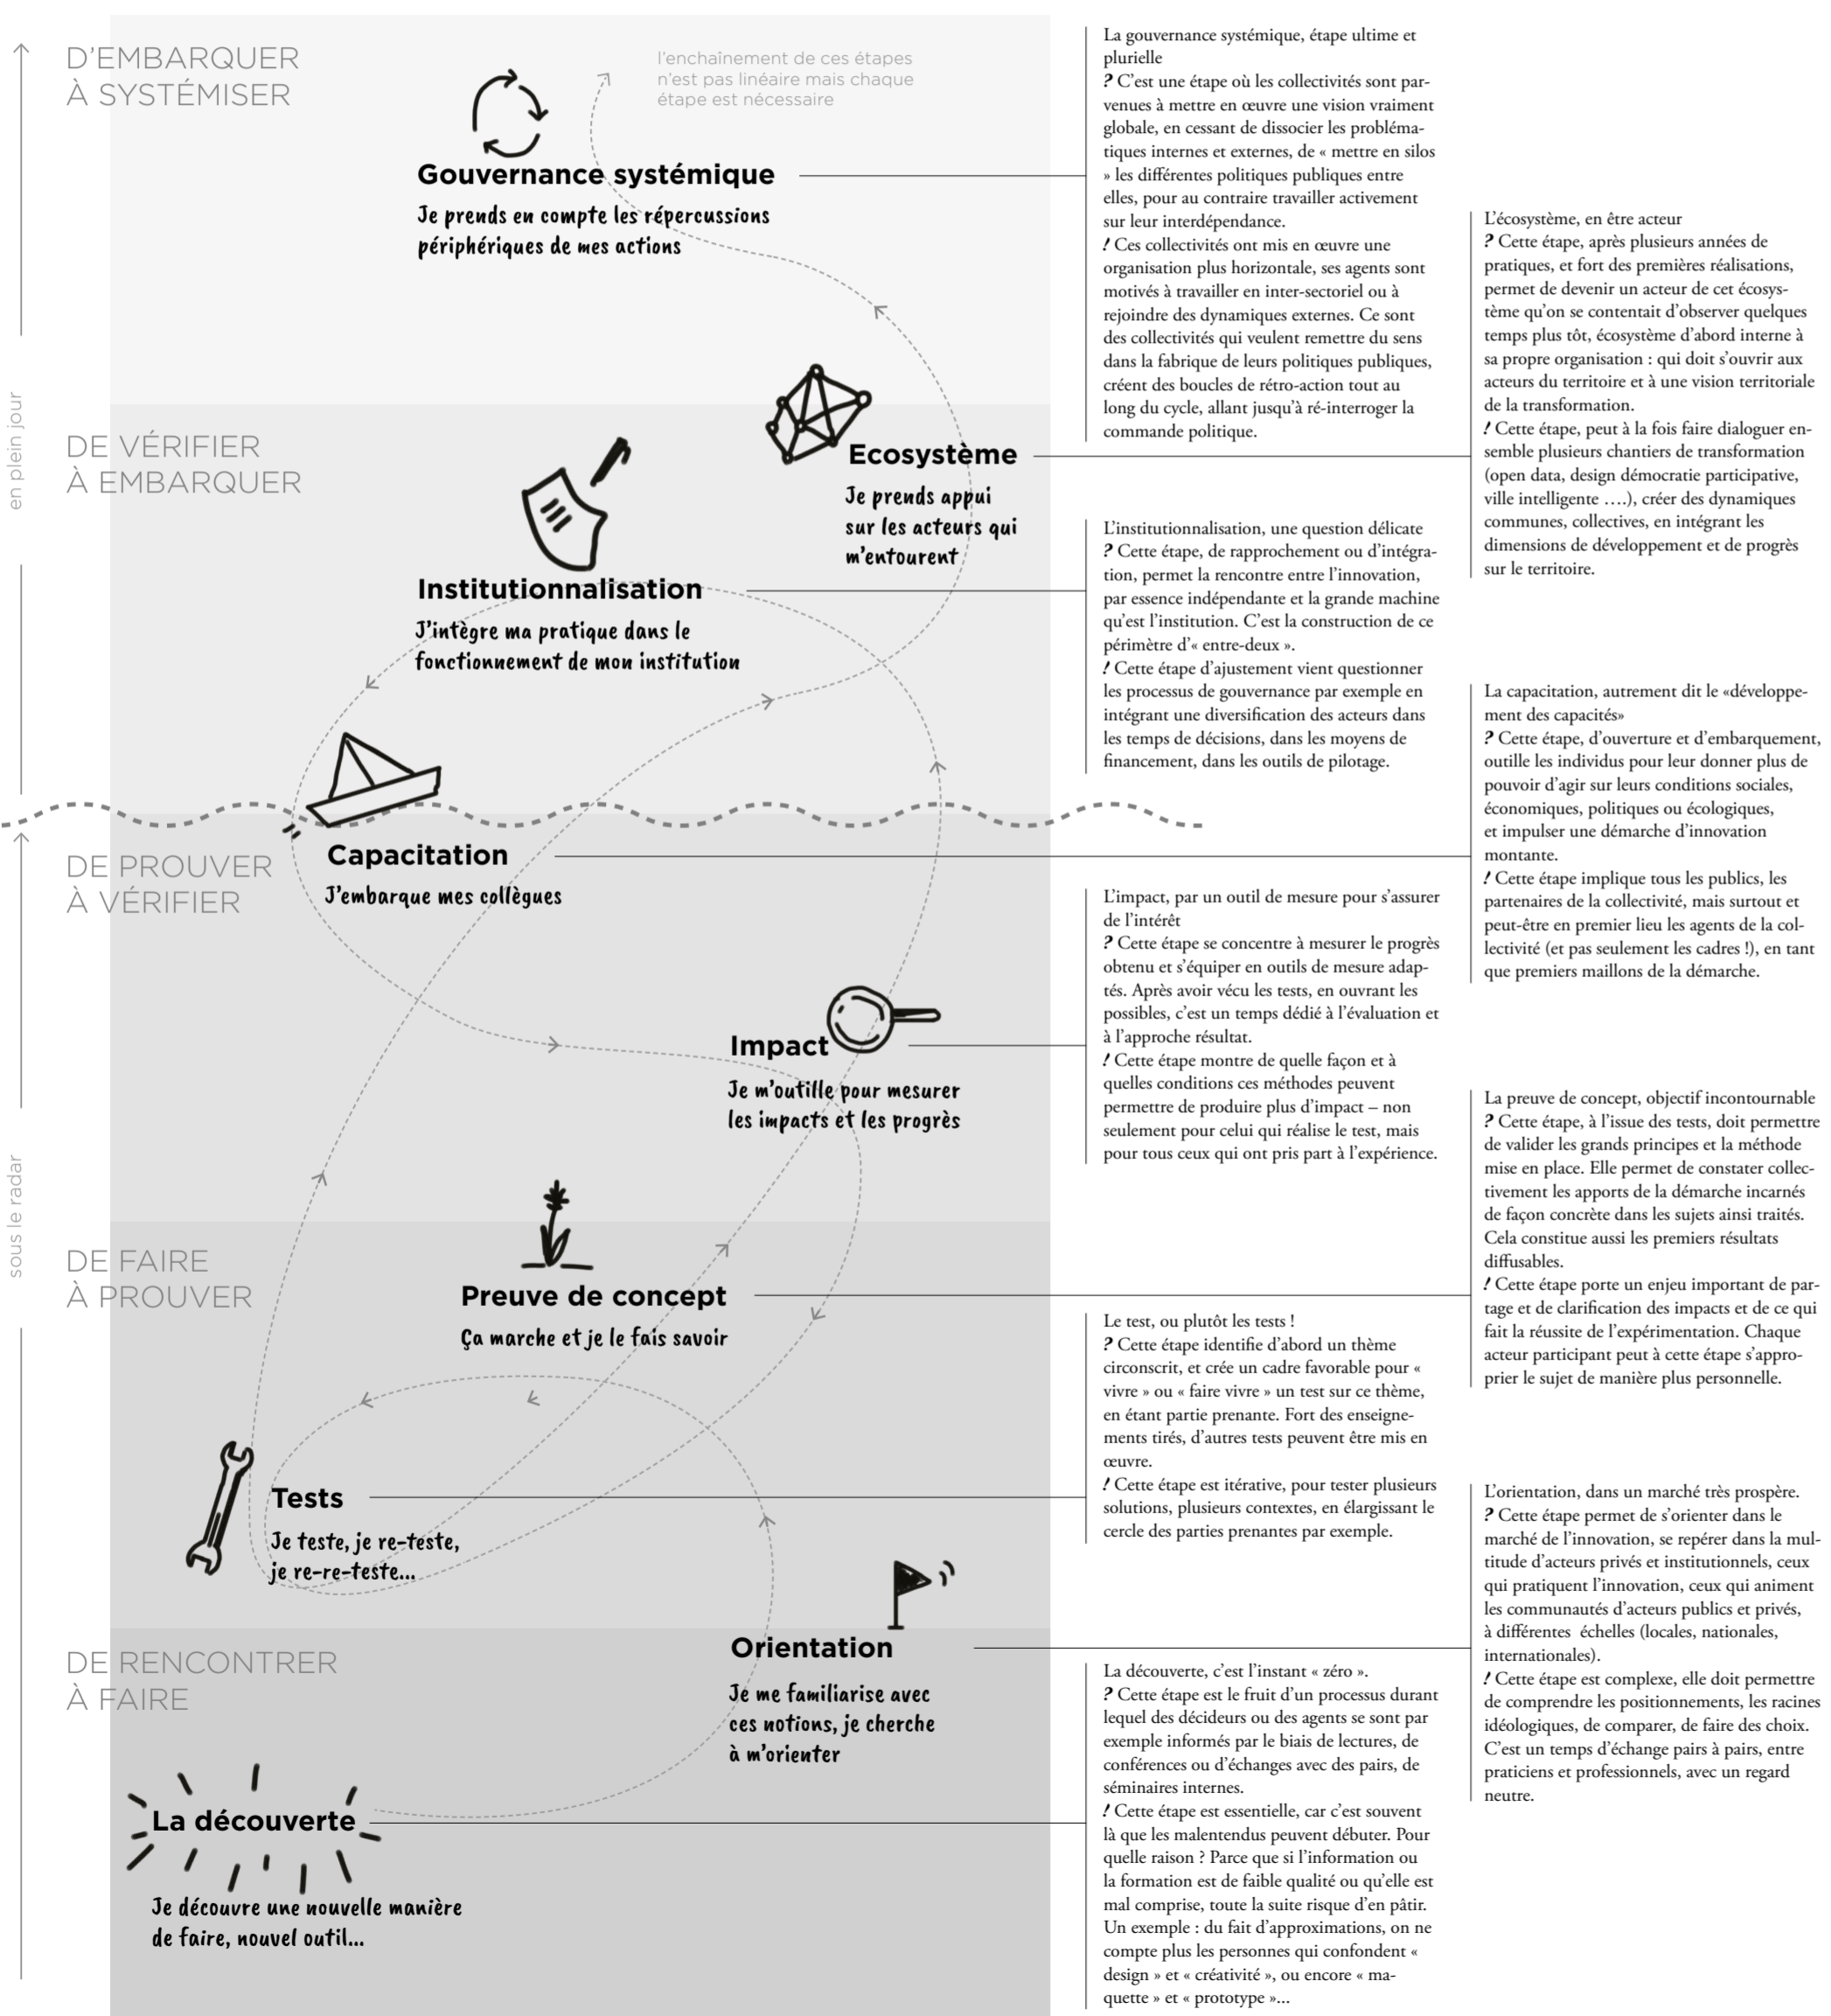 D'EMBARQUER
À SYSTÉMISER
l'enchaînement de ces étapes
n'est pas linéaire mais chaque
étape est nécessaire
Gouvernance systémique
Je prends en compte les répercussions
périphériques de mes actions
en plein jour
DE VÉRIFIER
À EMBARQUER
Ecosystème
Je prends appui
sur les acteurs qui
m'entourent
Institutionnalisation
J'intègre ma pratique dans le
fonctionnement de mon institution
Capacitation
J'embarque mes collègues
DE PROUVER
À VÉRIFIER
Impact
Je m'outille pour mesurer
les impacts et les progrès
sous le radar
DE FAIRE
À PROUVER
Preuve de concept
Ça marche et je le fais savoir
Tests
Je teste, je re-teste,
je re-re-teste...
DE RENCONTRER
À FAIRE
Orientation
Je me familiarise avec
ces notions, je cherche
à m'orienter
La découverte
Je découvre une nouvelle manière
de faire, nouvel outil...
La gouvernance systémique, étape ultime et
plurielle
? C'est une étape où les collectivités sont par-
venues à mettre en œuvre une vision vraiment
globale, en cessant de dissocier les probléma-
tiques internes et externes, de « mettre en silos
» les différentes politiques publiques entre
elles, pour au contraire travailler activement
sur leur interdépendance.
! Ces collectivités ont mis en œuvre une
organisation plus horizontale, ses agents sont
motivés à travailler en inter-sectoriel ou à
rejoindre des dynamiques externes. Ce sont
des collectivités qui veulent remettre du sens
dans la fabrique de leurs politiques publiques,
créent des boucles de rétro-action tout au
long du cycle, allant jusqu'à ré-interroger la
commande politique.
L'écosystème, en être acteur
? Cette étape, après plusieurs années de
pratiques, et fort des premières réalisations,
permet de devenir un acteur de cet écosys-
tème qu'on se contentait d'observer quelques
temps plus tôt, écosystème d'abord interne à
sa propre organisation : qui doit s'ouvrir aux
acteurs du territoire et à une vision territoriale
de la transformation.
! Cette étape, peut à la fois faire dialoguer en-
semble plusieurs chantiers de transformation
(open data, design démocratie participative,
ville intelligente ….), créer des dynamiques
communes, collectives, en intégrant les
dimensions de développement et de progrès
sur le territoire.
L'institutionnalisation, une question délicate
? Cette étape, de rapprochement ou d'intégra-
tion, permet la rencontre entre l'innovation,
par essence indépendante et la grande machine
qu'est l'institution. C'est la construction de ce
périmètre d'« entre-deux ».
! Cette étape d'ajustement vient questionner
les processus de gouvernance par exemple en
intégrant une diversification des acteurs dans
les temps de décisions, dans les moyens de
financement, dans les outils de pilotage.
La capacitation, autrement dit le «développe-
ment des capacités»
? Cette étape, d'ouverture et d'embarquement,
outille les individus pour leur donner plus de
pouvoir d'agir sur leurs conditions sociales,
économiques, politiques ou écologiques,
et impulser une démarche d'innovation
montante.
! Cette étape implique tous les publics, les
partenaires de la collectivité, mais surtout et
peut-être en premier lieu les agents de la col-
lectivité (et pas seulement les cadres !), en tant
que premiers maillons de la démarche.
L'impact, par un outil de mesure pour s'assurer
de l'intérêt
? Cette étape se concentre à mesurer le progrès
obtenu et s'équiper en outils de mesure adap-
tés. Après avoir vécu les tests, en ouvrant les
possibles, c'est un temps dédié à l'évaluation et
à l'approche résultat.
! Cette étape montre de quelle façon et à
quelles conditions ces méthodes peuvent
permettre de produire plus d'impact – non
seulement pour celui qui réalise le test, mais
pour tous ceux qui ont pris part à l'expérience.
La preuve de concept, objectif incontournable
? Cette étape, à l'issue des tests, doit permettre
de valider les grands principes et la méthode
mise en place. Elle permet de constater collec-
tivement les apports de la démarche incarnés
de façon concrète dans les sujets ainsi traités.
Cela constitue aussi les premiers résultats
diffusables.
! Cette étape porte un enjeu important de par-
tage et de clarification des impacts et de ce qui
fait la réussite de l'expérimentation. Chaque
acteur participant peut à cette étape s'appro-
prier le sujet de manière plus personnelle.
Le test, ou plutôt les tests !
? Cette étape identifie d'abord un thème
circonscrit, et crée un cadre favorable pour «
vivre » ou « faire vivre » un test sur ce thème,
en étant partie prenante. Fort des enseigne-
ments tirés, d'autres tests peuvent être mis en
œuvre.
! Cette étape est itérative, pour tester plusieurs
solutions, plusieurs contextes, en élargissant le
cercle des parties prenantes par exemple.
L'orientation, dans un marché très prospère.
? Cette étape permet de s'orienter dans le
marché de l'innovation, se repérer dans la mul-
titude d'acteurs privés et institutionnels, ceux
qui pratiquent l'innovation, ceux qui animent
les communautés d'acteurs publics et privés,
à différentes échelles (locales, nationales,
internationales).
! Cette étape est complexe, elle doit permettre
de comprendre les positionnements, les racines
idéologiques, de comparer, de faire des choix.
C'est un temps d'échange pairs à pairs, entre
praticiens et professionnels, avec un regard
neutre.
La découverte, c'est l'instant « zéro ».
? Cette étape est le fruit d'un processus durant
lequel des décideurs ou des agents se sont par
exemple informés par le biais de lectures, de
conférences ou d'échanges avec des pairs, de
séminaires internes.
! Cette étape est essentielle, car c'est souvent
là que les malentendus peuvent débuter. Pour
quelle raison ? Parce que si l'information ou
la formation est de faible qualité ou qu'elle est
mal comprise, toute la suite risque d'en pâtir.
Un exemple : du fait d'approximations, on ne
compte plus les personnes qui confondent «
design » et « créativité », ou encore « ma-
quette » et « prototype »...